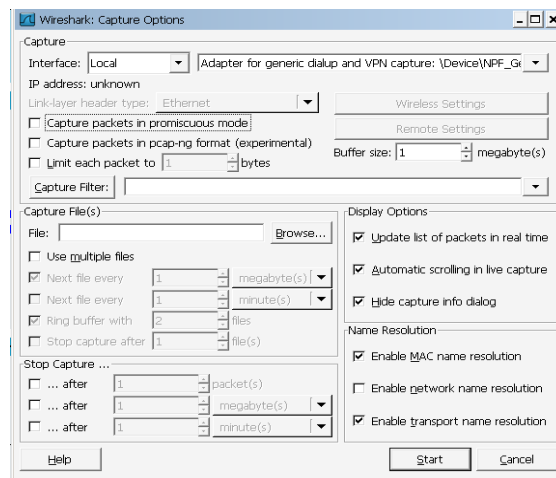 Wireshark: Capture Options
Capture
Interface: Local Adapter for generic dialup and VPN capture: \Device\NPF_Ge
IP address: unknown
Link-layer header type: Ethernet
Wireless Settings
Capture packets in promiscuous mode
Remote Settings
Capture packets in pcap-ng format (experimental)
Buffer size: 1 megabyte(s)
Limit each packet to 1 bytes
Capture Filter:
Capture File(s)
File: Browse...
Use multiple files
Next file every 1 megabyte(s)
Next file every 1 minute(s)
Ring buffer with 2 files
Stop capture after 1 file(s)
Stop Capture ...
... after 1 packet(s)
... after 1 megabyte(s)
... after 1 minute(s)
Display Options
Update list of packets in real time
Automatic scrolling in live capture
Hide capture info dialog
Name Resolution
Enable MAC name resolution
Enable network name resolution
Enable transport name resolution
Help Start Cancel